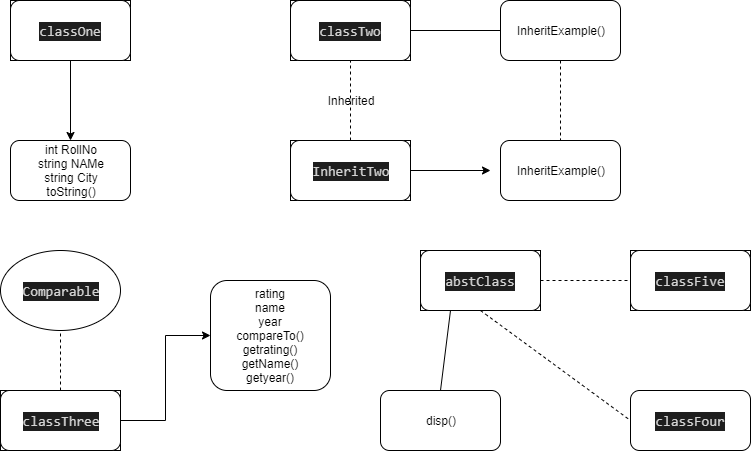 classOne
int RollNo
string NAMe
string City
toString()
classTwo
InheritExample()
Inherited
InheritTwo
InheritExample()
Comparable
classThree
rating
name
year
compareTo()
getrating()
getName()
getyear()
abstClass
classFive
disp()
classFour